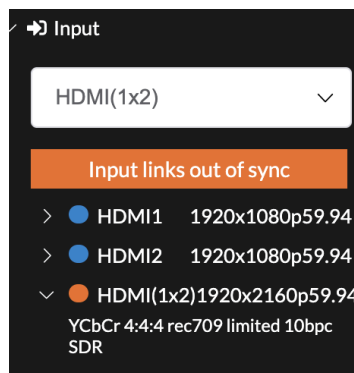 Input
HDMI(1x2)
Input links out of sync
HDMI1 1920x1080p59.94
HDMI2 1920x1080p59.94
HDMI(1x2)1920x2160p59.94
YCbCr 4:4:4 rec709 limited 10bpc
SDR